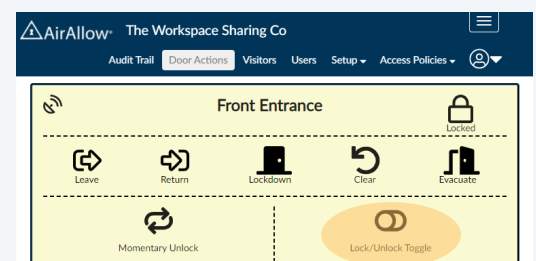 AirAllow The Workspace Sharing Co
Audit Trail Door Actions Visitors Users Setup Access Policies
Front Entrance
Locked
Leave Return Lockdown Clear Evacuate
Momentary Unlock Lock/Unlock Toggle